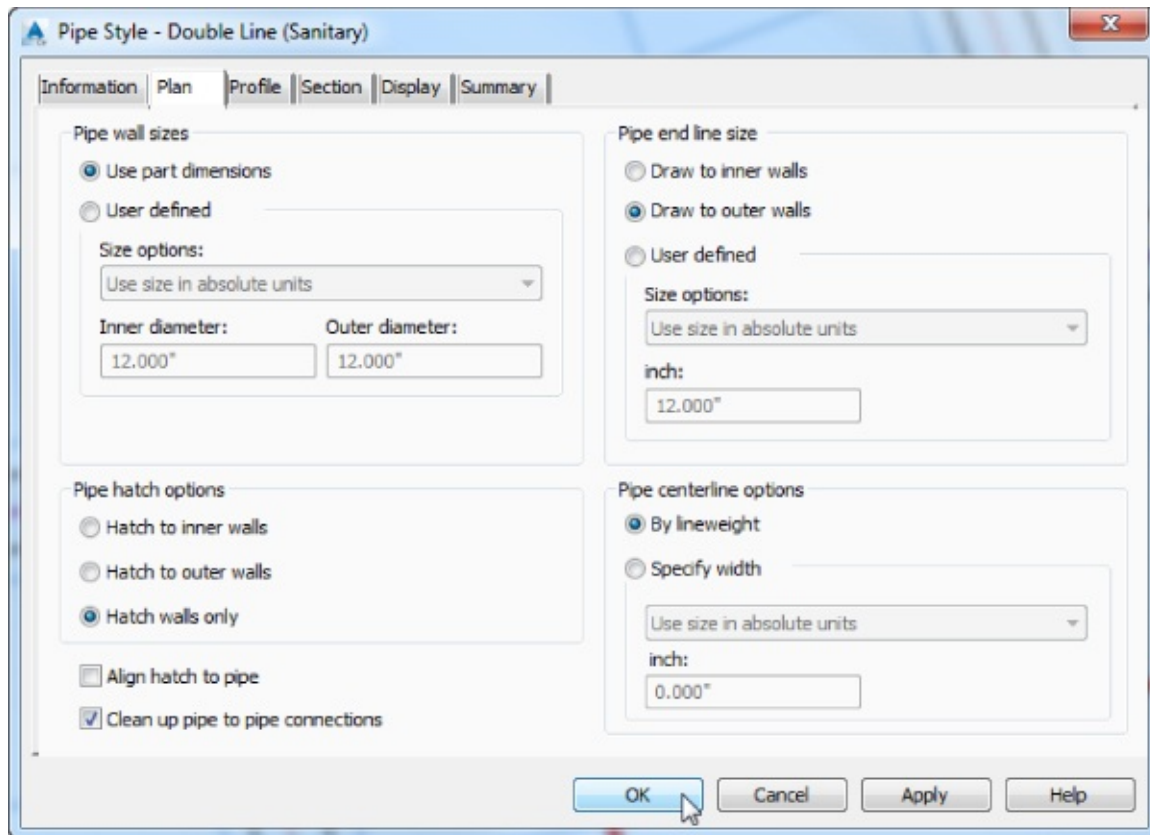 Pipe Style - Double Line (Sanitary)
Information Plan Profile Section Display Summary
Pipe wall sizes
Use part dimensions
User defined
Size options:
Use size in absolute units
Inner diameter: Outer diameter:
12.000" 12.000"
Pipe end line size
Draw to inner walls
Draw to outer walls
User defined
Size options:
Use size in absolute units
inch:
12.000"
Pipe hatch options
Hatch to inner walls
Hatch to outer walls
Hatch walls only
Align hatch to pipe
Clean up pipe to pipe connections
Pipe centerline options
By lineweight
Specify width
Use size in absolute units
inch:
0.000"
OK Cancel Apply Help